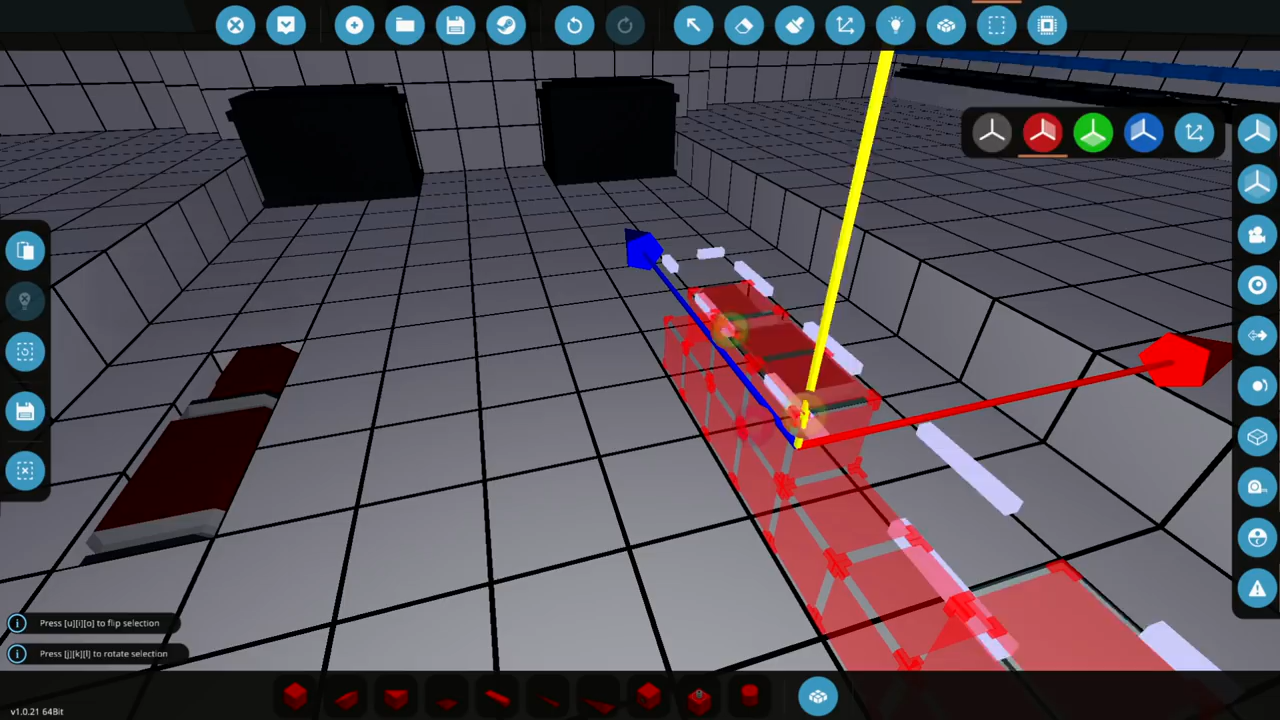 Press [u][i][o] to flip selection
Press [j][k][l] to rotate selection
v1.0.21 64Bit